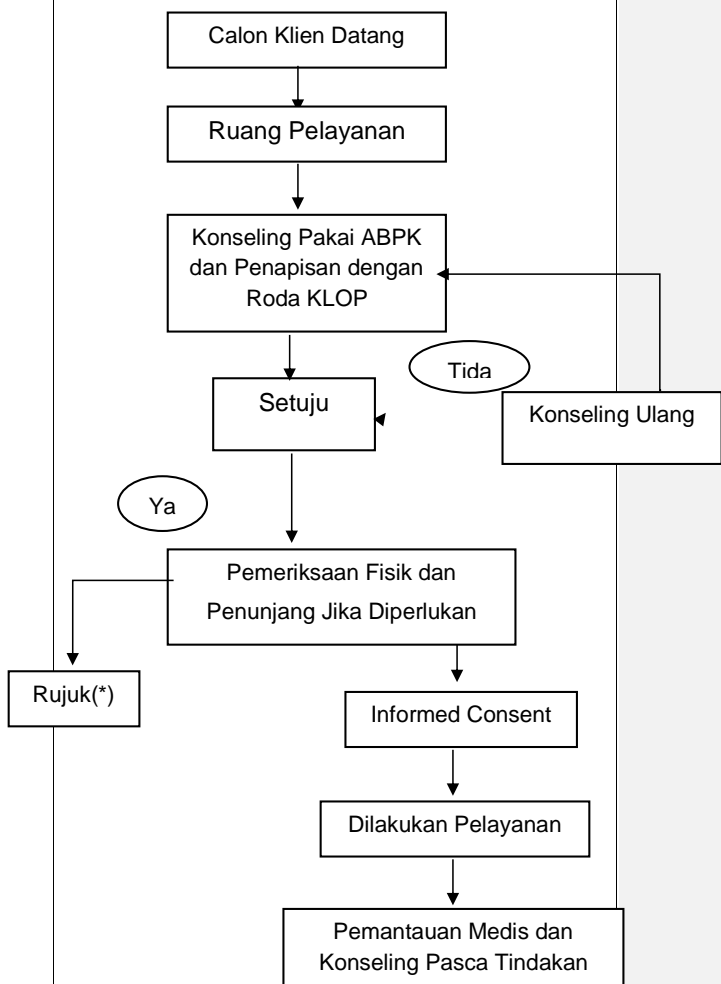 Calon Klien Datang
Ruang Pelayanan
Konseling Pakai ABPK
dan Penapisan dengan
Roda KLOP
Tida
Setuju
Konseling Ulang
Ya
Pemeriksaan Fisik dan
Penunjang Jika Diperlukan
Rujuk(*)
Informed Consent
Dilakukan Pelayanan
Pemantauan Medis dan
Konseling Pasca Tindakan